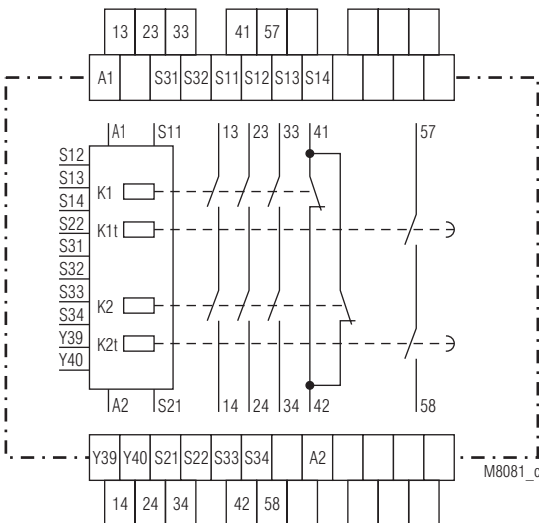 13 23 33 41 57
A1 S31 S32 S11 S12 S13 S14
A1 S11 13 23 33 41 57
S12
S13
K1
S14
S22
K1t
S31
S32
S33
K2
S34
Y39
K2t
Y40
A2 S21 14 24 34 42 58
Y39 Y40 S21 S22 S33 S34 A2
14 24 34 42 58